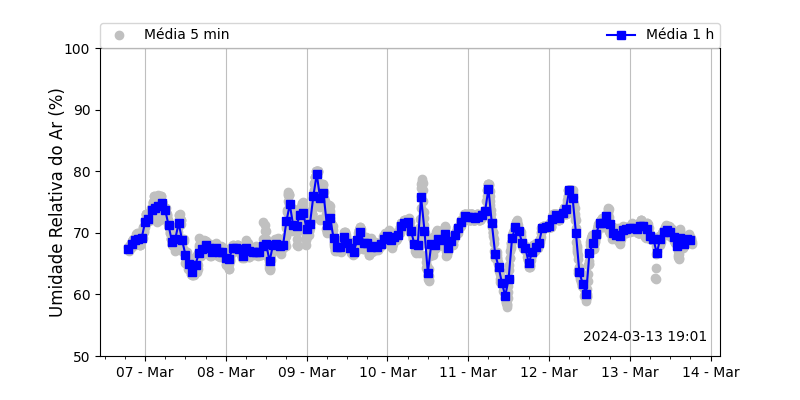 Média 5 min
Média 1 h
100
90
80
70
60
50
Umidade Relativa do Ar (%)
2024-03-13 19:01
07 - Mar
08 - Mar
09 - Mar
10 - Mar
11 - Mar
12 - Mar
13 - Mar
14 - Mar